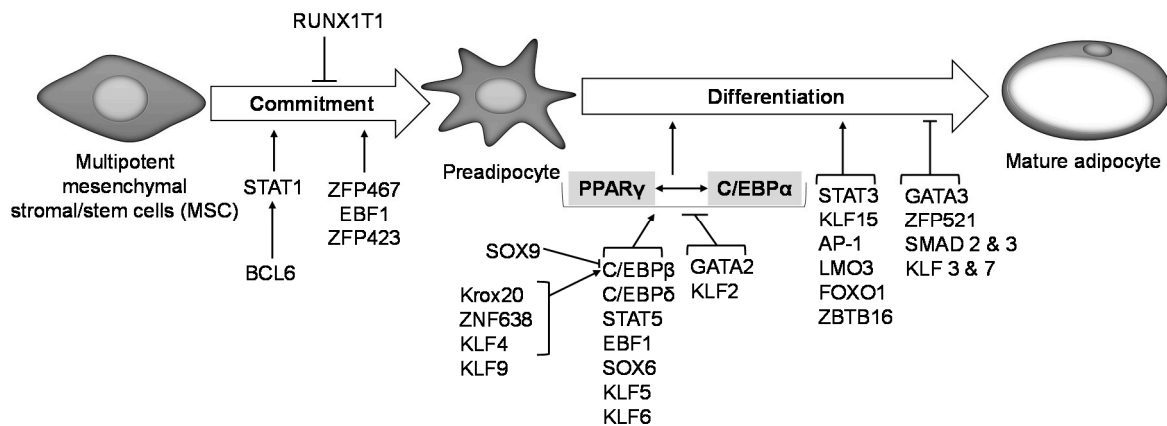 RUNX1T1
Commitment
Differentiation
Multipotent
mesenchymal
stromal/stem cells (MSC)
STAT1
BCL6
ZFP467
EBF1
ZFP423
Preadipocyte
Mature adipocyte
PPARγ
C/EBPα
SOX9
Krox20
ZNF638
KLF4
KLF9
C/EBPβ
C/EBPδ
STAT5
EBF1
SOX6
KLF5
KLF6
GATA2
KLF2
STAT3
KLF15
AP-1
LMO3
FOXO1
ZBTB16
GATA3
ZFP521
SMAD 2 & 3
KLF 3 & 7